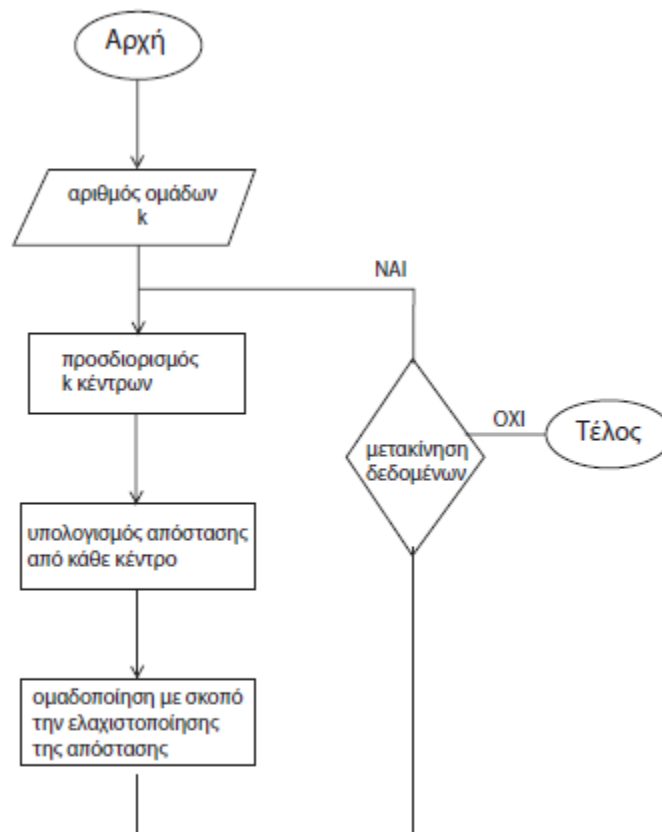 Αρχή
αριθμός ομάδων
k
ΝΑΙ
προσδιορισμός
k κέντρων
ΟΧΙ
Τέλος
μετακίνηση
δεδομένων
υπολογισμός απόστασης
από κάθε κέντρο
ομαδοποίηση με σκοπό
την ελαχιστοποίησης
της απόστασης